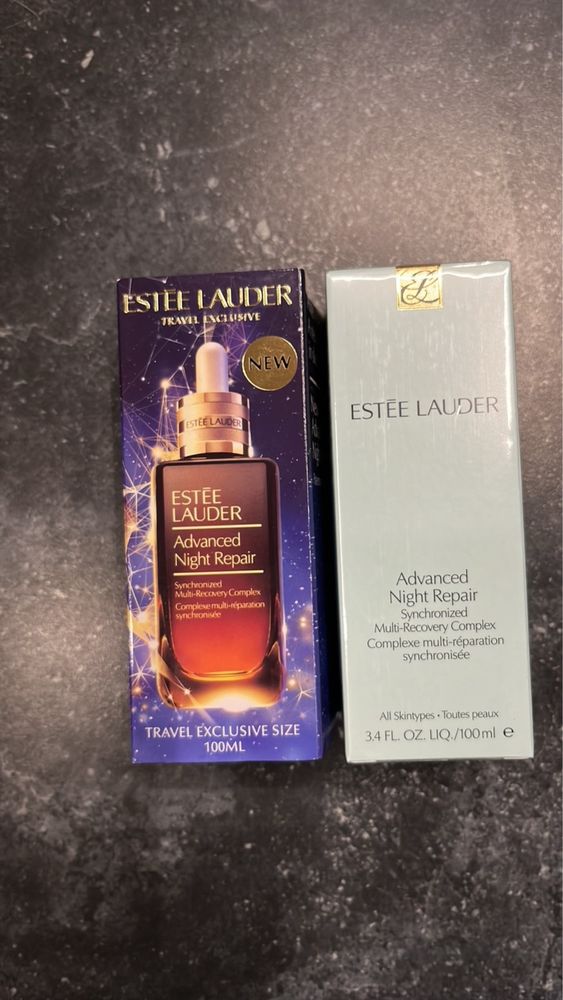 ESTĒE LAUDER
TRAVEL EXCLUSIVE
NEW
ESTĒE LAUDER
ESTĒE
LAUDER
Advanced
Night Repair
Synchronized
Multi-Recovery Complex
Complexe multi-réparation
synchronisée
TRAVEL EXCLUSIVE SIZE
100ML
ESTĒE LAUDER
Advanced
Night Repair
Synchronized
Multi-Recovery Complex
Complexe multi-réparation
synchronisée
All Skintypes • Toutes peaux
3.4 FL. OZ. LIQ./100 ml ℮